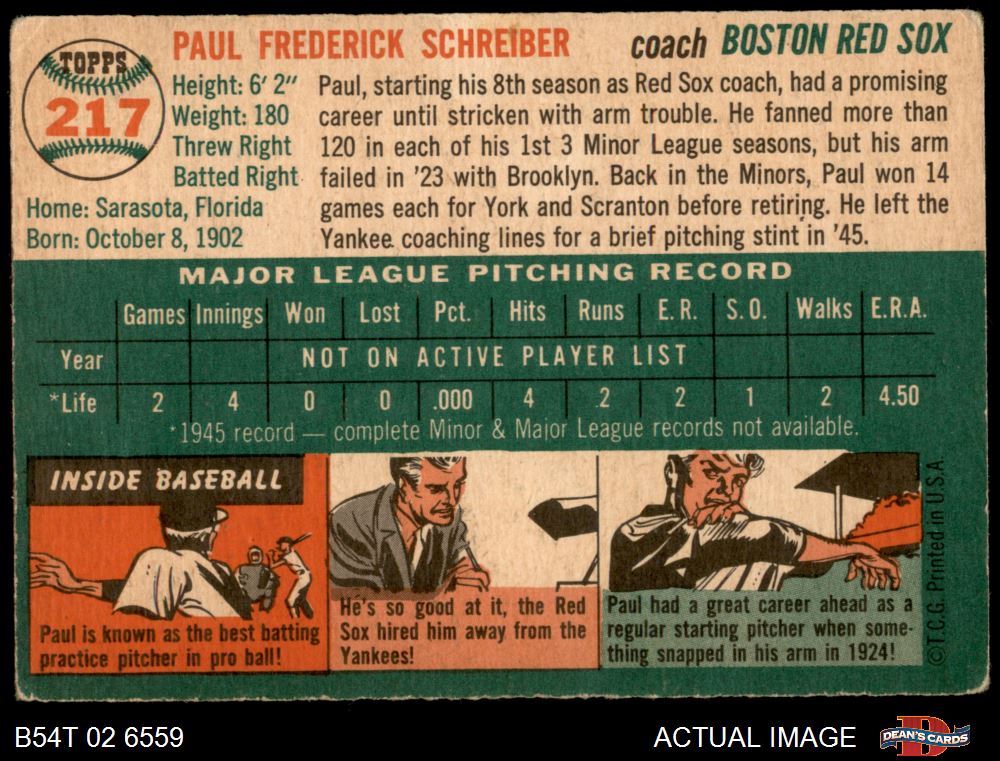 TOPPS
217
PAUL FREDERICK SCHREIBER coach BOSTON RED SOX
Height: 6' 2"
Weight: 180
Threw Right
Batted Right
Home: Sarasota, Florida
Born: October 8, 1902
Paul, starting his 8th season as Red Sox coach, had a promising
career until stricken with arm trouble. He fanned more than
120 in each of his 1st 3 Minor League seasons, but his arm
failed in '23 with Brooklyn. Back in the Minors, Paul won 14
games each for York and Scranton before retiring. He left the
Yankee coaching lines for a brief pitching stint in '45.
MAJOR LEAGUE PITCHING RECORD
Games Innings Won Lost Pct. Hits Runs E. R. S. O. Walks E.R.A.
Year NOT ON ACTIVE PLAYER LIST
*Life 2 4 0 0 .000 4 2 2 1 2 4.50
*1945 record — complete Minor & Major League records not available.
INSIDE BASEBALL
Paul is known as the best batting
practice pitcher in pro ball!
He's so good at it, the Red
Sox hired him away from the
Yankees!
Paul had a great career ahead as a
regular starting pitcher when some-
thing snapped in his arm in 1924!
©T.C.G. Printed in U.S.A.
B54T 02 6559
ACTUAL IMAGE
DEAN'S CARDS